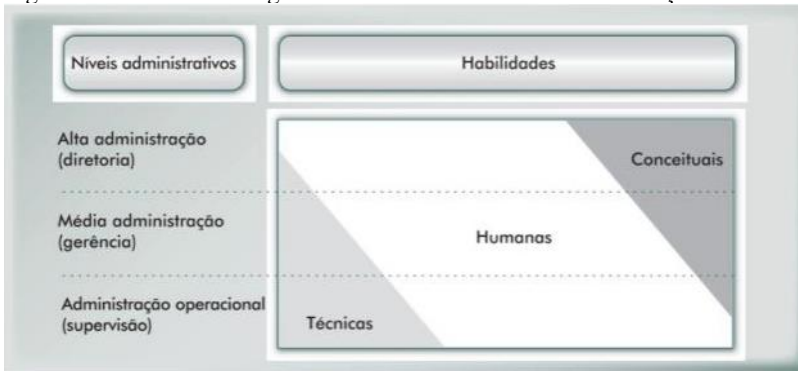 Níveis administrativos
Habilidades
Alta administração
(diretoria)
Conceituais
Média administração
(gerência)
Humanas
Administração operacional
(supervisão)
Técnicas